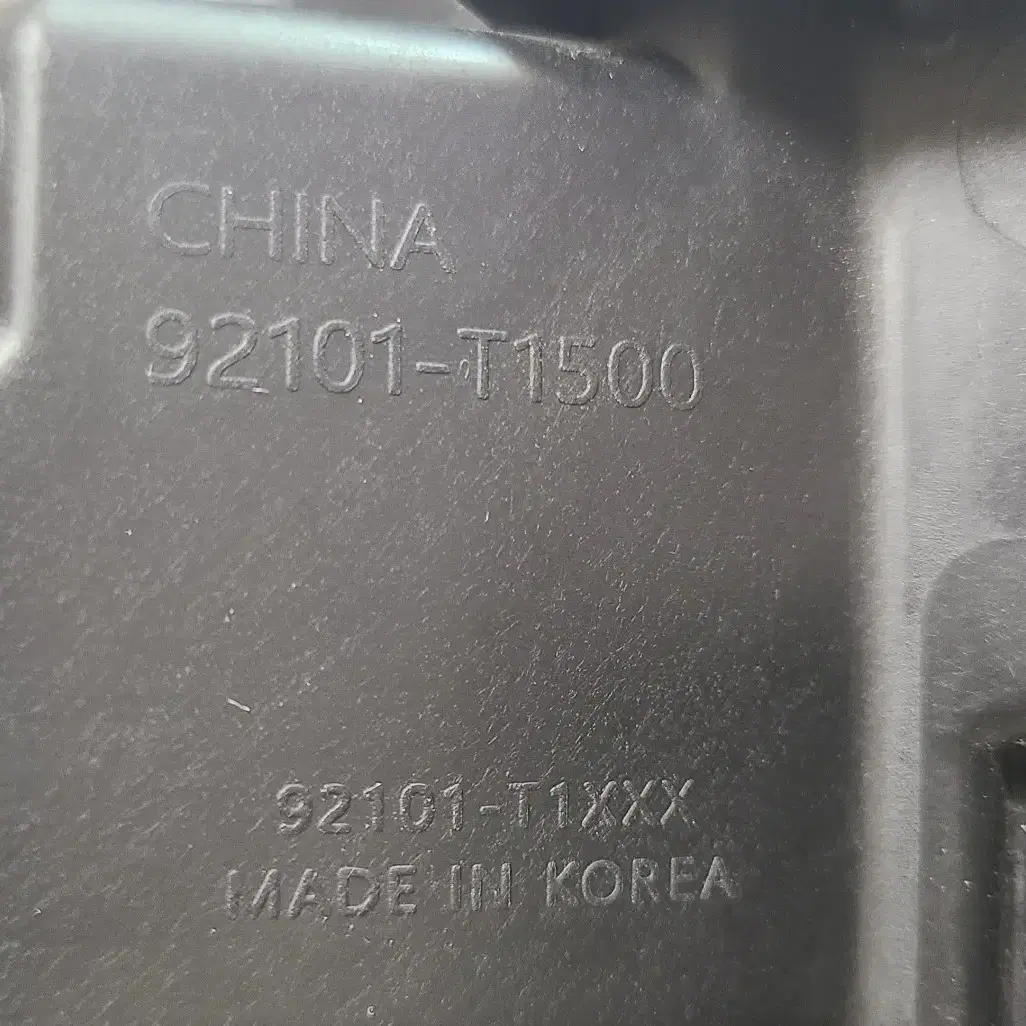 CHINA
92101-T1500
92101-T1XXX
MADE IN KOREA